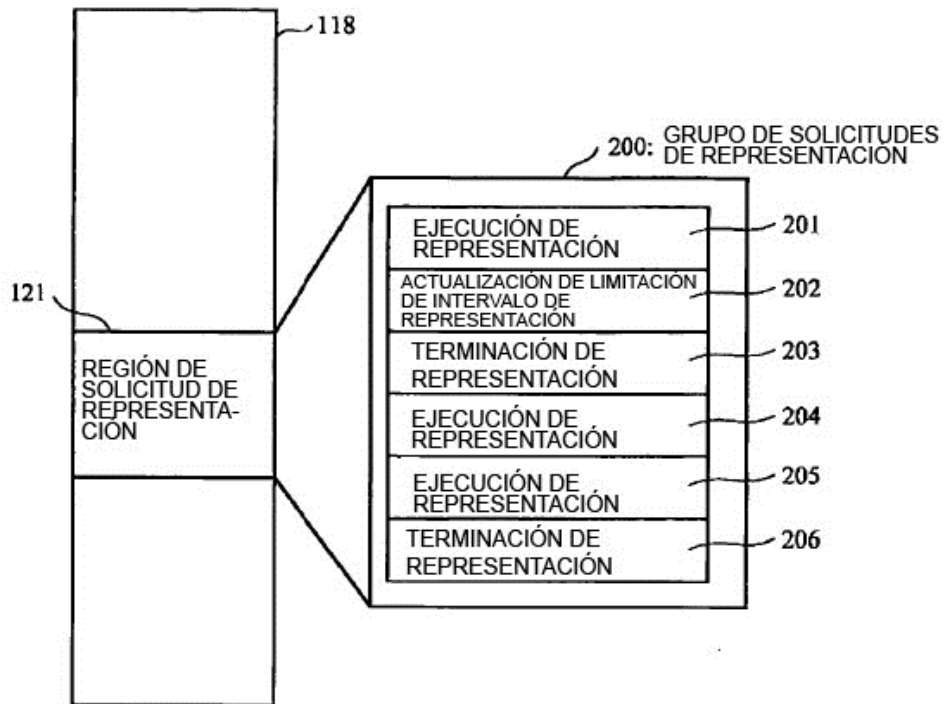 118
200: GRUPO DE SOLICITUDES
DE REPRESENTACIÓN
EJECUCIÓN DE
REPRESENTACIÓN
201
ACTUALIZACIÓN DE LIMITACIÓN
DE INTERVALO DE
REPRESENTACIÓN
202
121
TERMINACIÓN DE
REPRESENTACIÓN
203
REGIÓN DE
SOLICITUD DE
REPRESENTA-
CIÓN
EJECUCIÓN DE
REPRESENTACIÓN
204
EJECUCIÓN DE
REPRESENTACIÓN
205
TERMINACIÓN DE
REPRESENTACIÓN
206